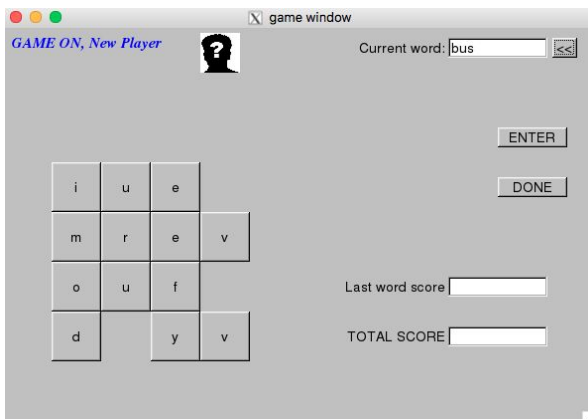 game window
GAME ON, New Player
?
Current word: bus <<
ENTER
i u e
DONE
m r e v
o u f
Last word score
d y v
TOTAL SCORE